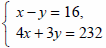 x − y = 16,
4x + 3y = 232